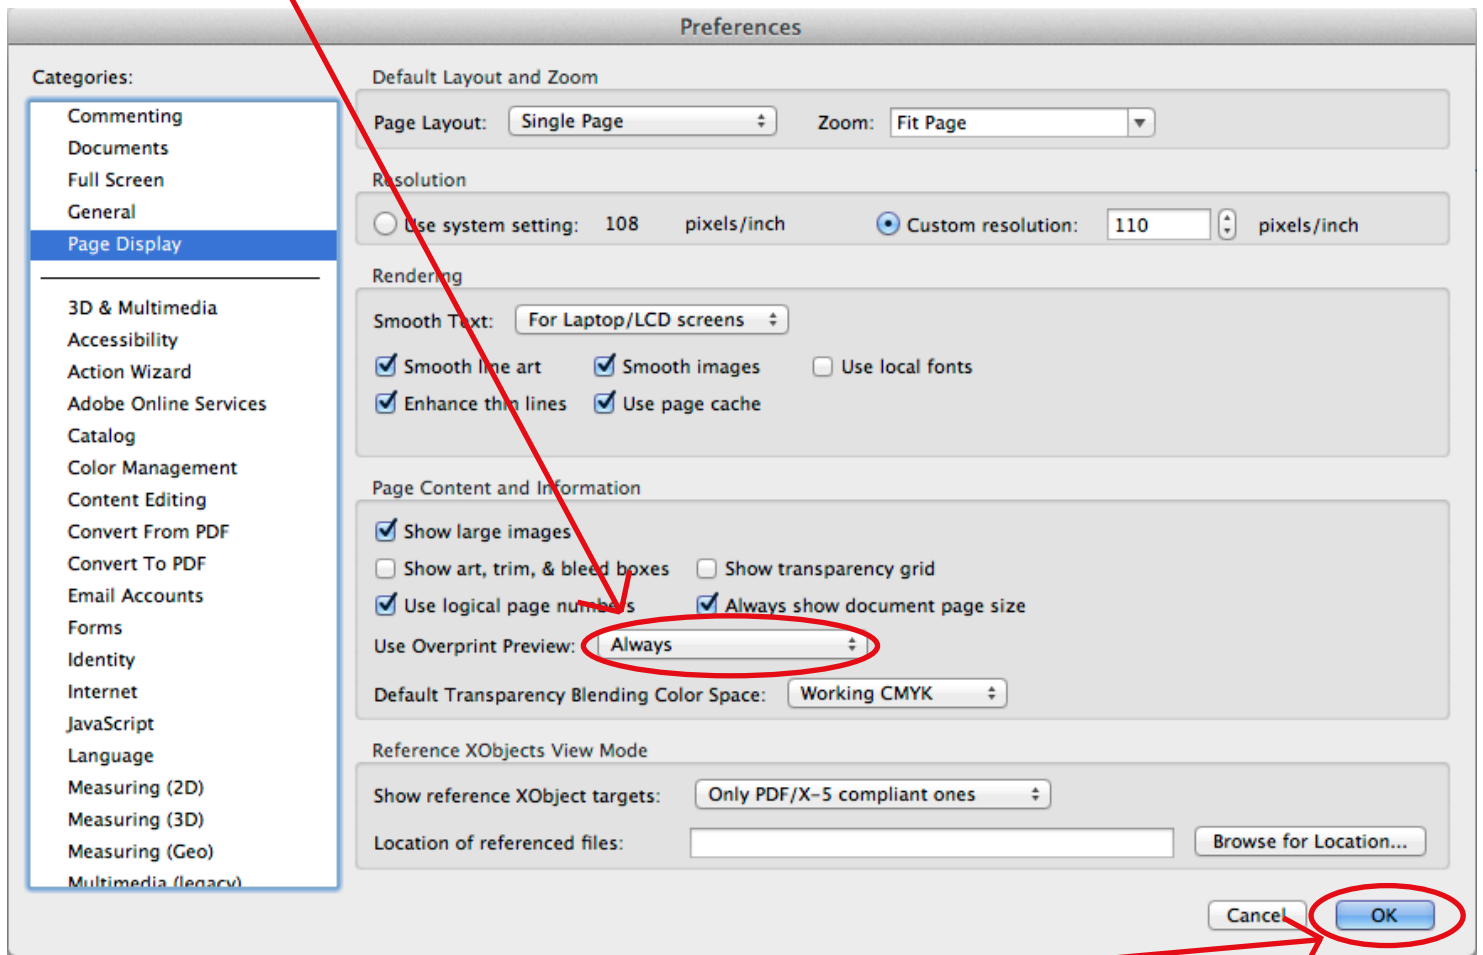 Preferences
Categories:
Commenting
Documents
Full Screen
General
Page Display
3D & Multimedia
Accessibility
Action Wizard
Adobe Online Services
Catalog
Color Management
Content Editing
Convert From PDF
Convert To PDF
Email Accounts
Forms
Identity
Internet
JavaScript
Language
Measuring (2D)
Measuring (3D)
Measuring (Geo)
Multimedia (legacy)
Default Layout and Zoom
Page Layout: Single Page Zoom: Fit Page
Resolution
Use system setting: 108 pixels/inch Custom resolution: 110 pixels/inch
Rendering
Smooth Text: For Laptop/LCD screens
Smooth line art Smooth images Use local fonts
Enhance thin lines Use page cache
Page Content and Information
Show large images
Show art, trim, & bleed boxes Show transparency grid
Use logical page numbers Always show document page size
Use Overprint Preview: Always
Default Transparency Blending Color Space: Working CMYK
Reference XObjects View Mode
Show reference XObject targets: Only PDF/X-5 compliant ones
Location of referenced files: Browse for Location...
Cancel OK